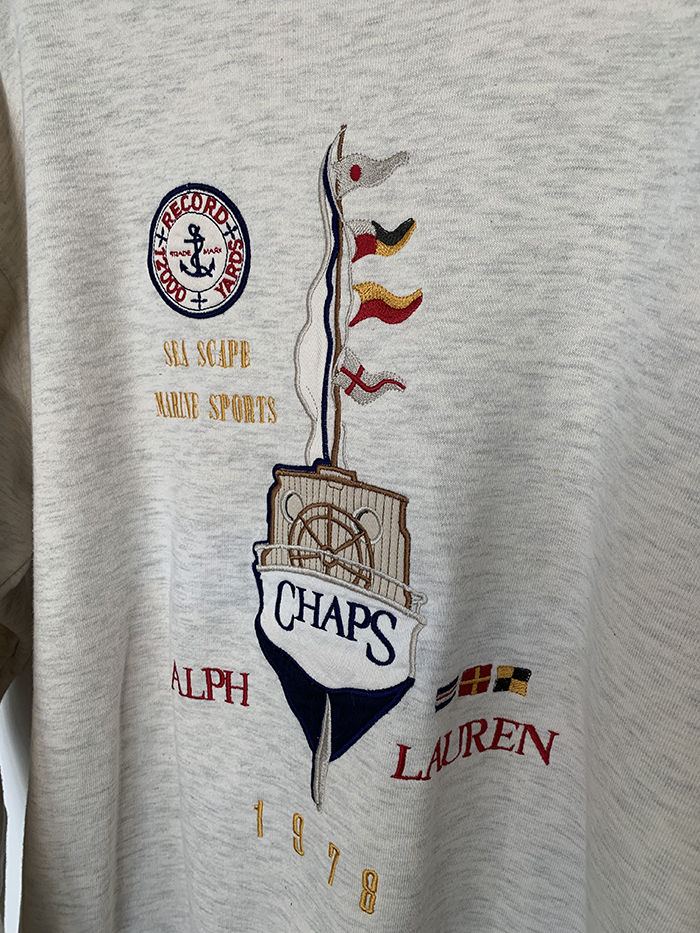 RECORD
TRADE MARK
12000 YARDS
SEA SCAPE
MARINE SPORTS
CHAPS
ALPH
LAUREN
1978